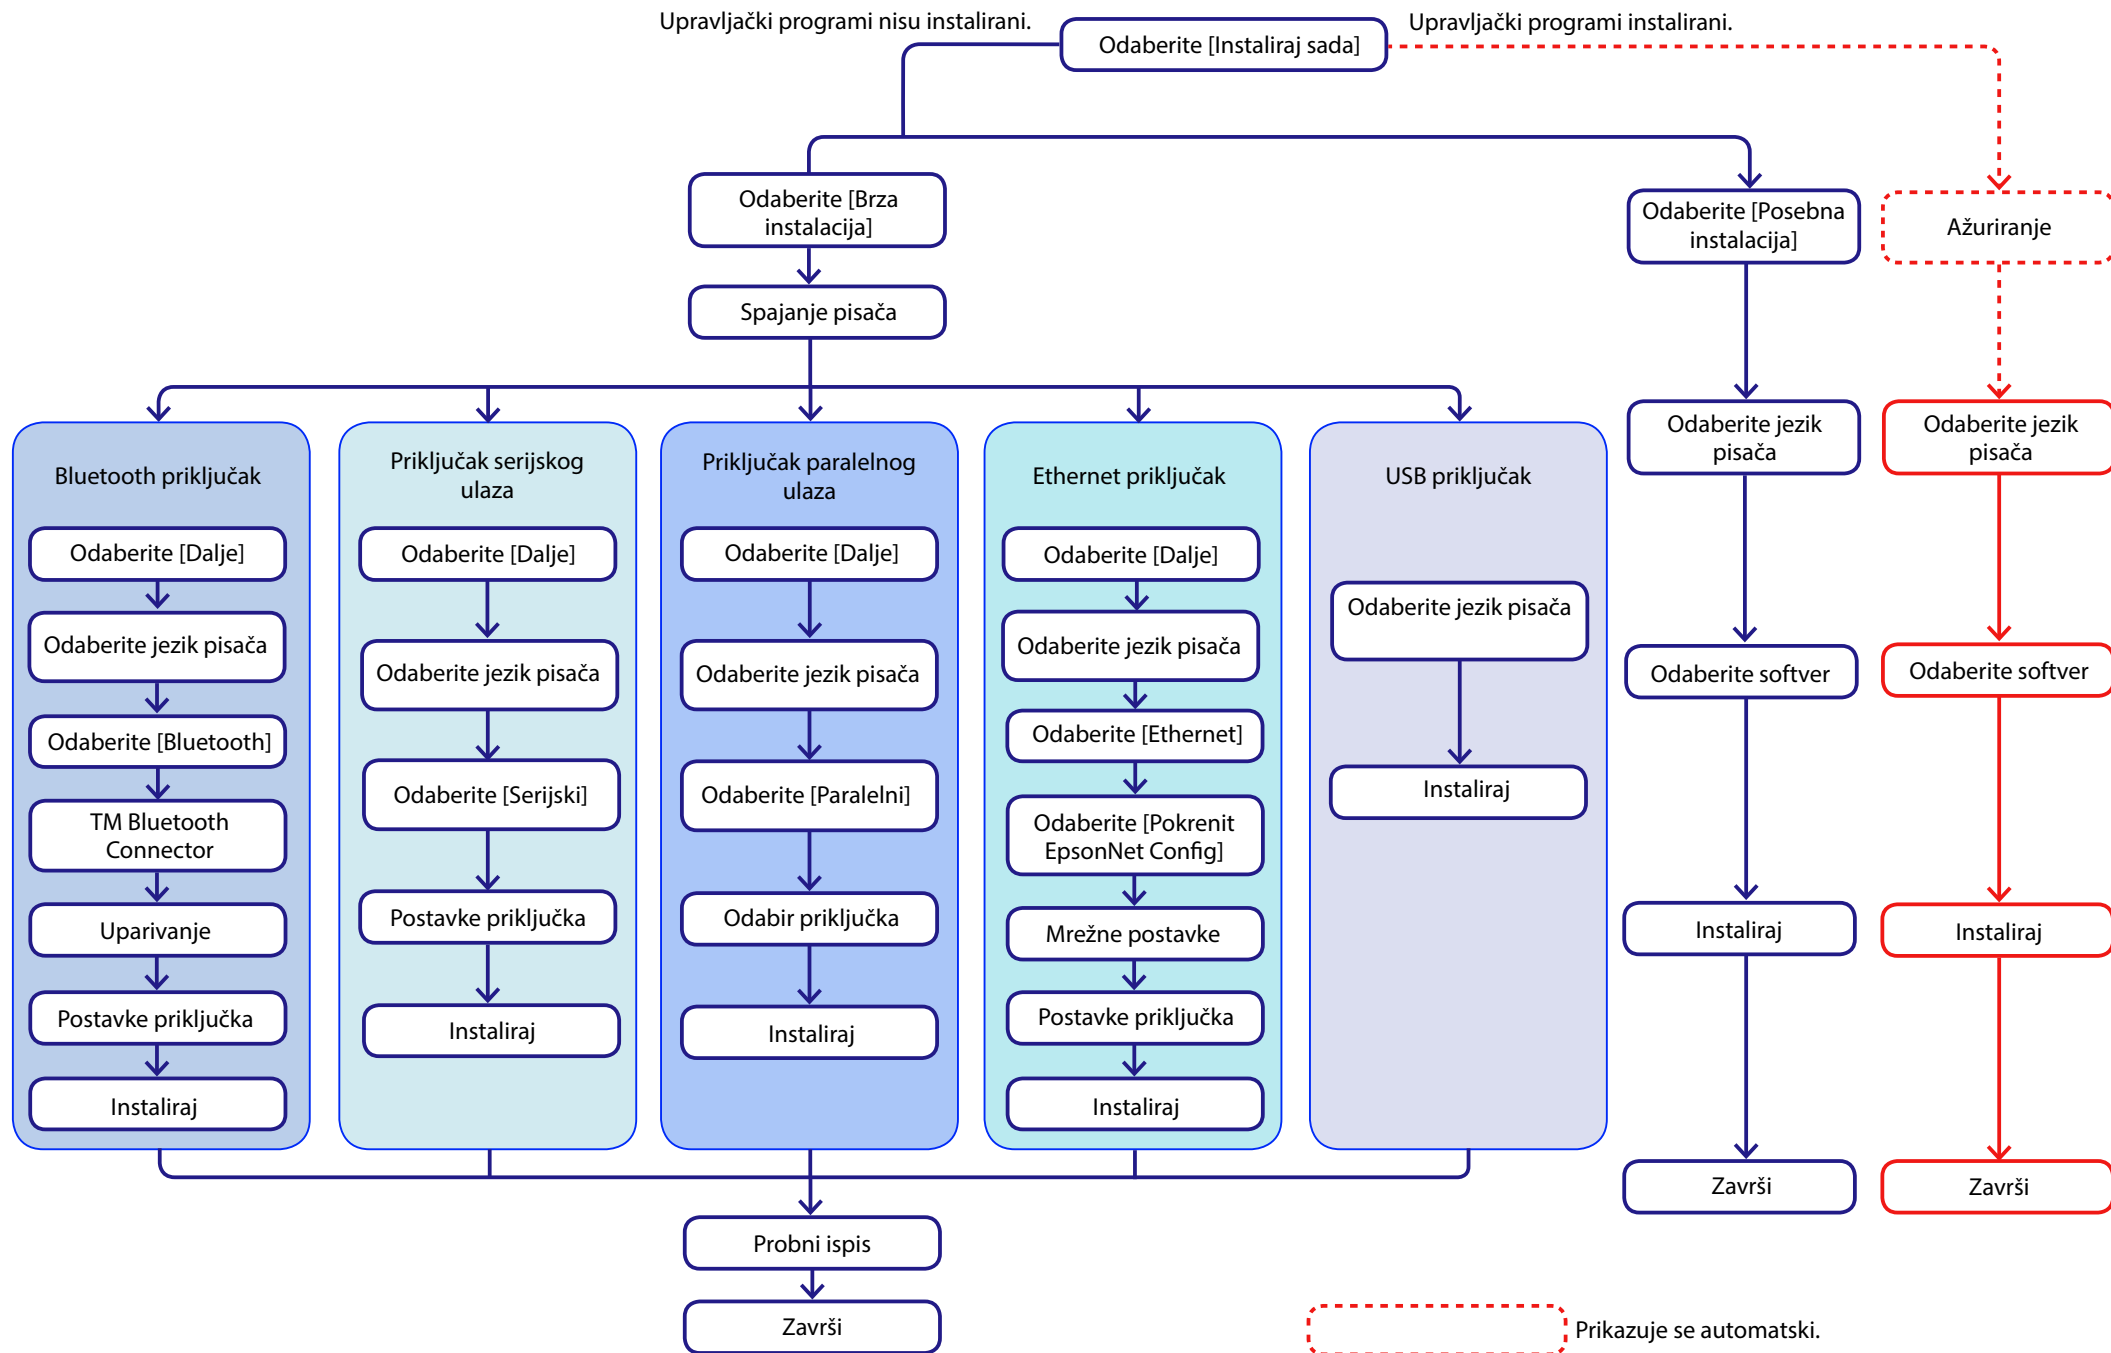 Upravljački programi nisu instalirani.
Odaberite [Instaliraj sada]
Upravljački programi instalirani.
Odaberite [Brza
instalacija]
Spajanje pisača
Odaberite [Posebna
instalacija]
Ažuriranje
Bluetooth priključak
Odaberite [Dalje]
Odaberite jezik pisača
Odaberite [Bluetooth]
TM Bluetooth
Connector
Uparivanje
Postavke priključka
Instaliraj
Priključak serijskog
ulaza
Odaberite [Dalje]
Odaberite jezik pisača
Odaberite [Serijski]
Postavke priključka
Instaliraj
Priključak paralelnog
ulaza
Odaberite [Dalje]
Odaberite jezik pisača
Odaberite [Paralelni]
Odabir priključka
Instaliraj
Ethernet priključak
Odaberite [Dalje]
Odaberite jezik pisača
Odaberite [Ethernet]
Odaberite [Pokrenit
EpsonNet Config]
Mrežne postavke
Postavke priključka
Instaliraj
USB priključak
Odaberite jezik pisača
Instaliraj
Odaberite jezik
pisača
Odaberite softver
Instaliraj
Završi
Odaberite jezik
pisača
Odaberite softver
Instaliraj
Završi
Probni ispis
Završi
Prikazuje se automatski.